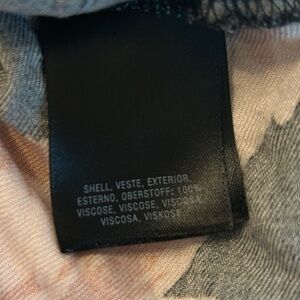 SHELL, VESTE, EXTERIOR,
ESTERNO, OBERSTOFF: 100%
VISCOSE, VISCOSE, VISCOSA,
VISCOSA, VISKOSE